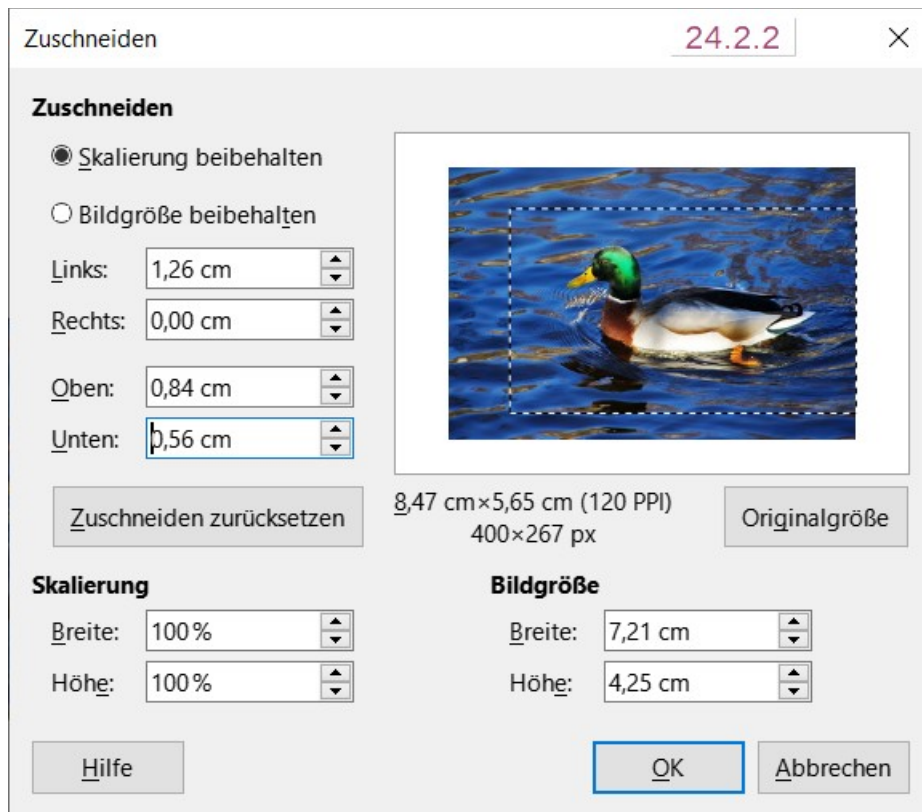 Zuschneiden 24.2.2
Zuschneiden
Skalierung beibehalten
Bildgröße beibehalten
Links: 1,26 cm
Rechts: 0,00 cm
Oben: 0,84 cm
Unten: 0,56 cm
Zuschneiden zurücksetzen
8,47 cm×5,65 cm (120 PPI)
400×267 px
Originalgröße
Skalierung
Breite: 100 %
Höhe: 100 %
Bildgröße
Breite: 7,21 cm
Höhe: 4,25 cm
Hilfe
OK
Abbrechen